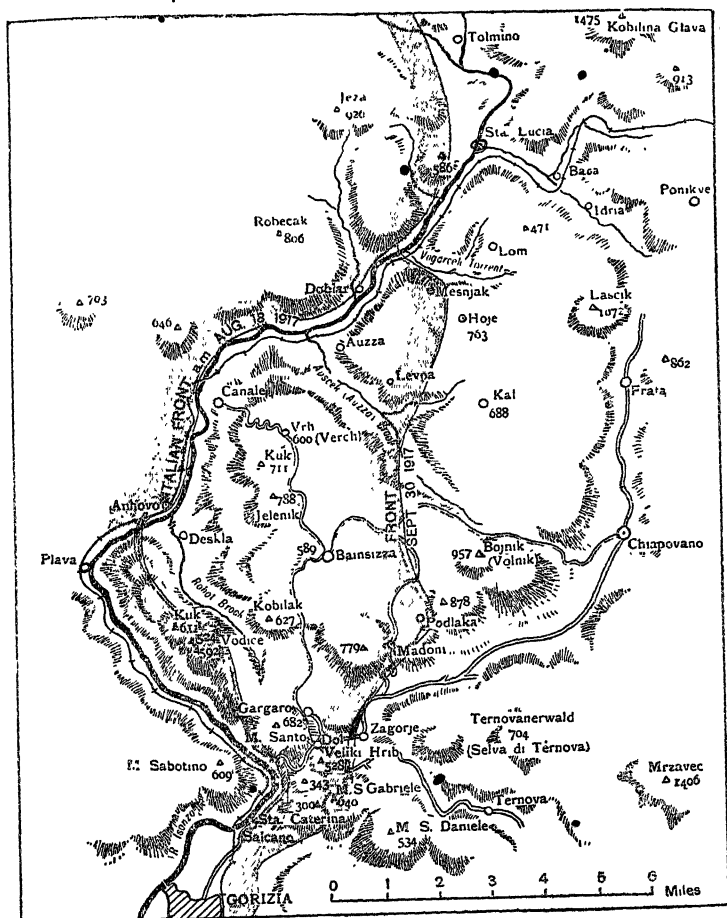 Tolmino
1475
Kobilina Glava
913
Jeza
920
Sta. Lucia
586
Baca
Ponikve
Idria
Robecak
806
471
Lom
Vogarcek Torrent
Doblar
Mesnjak
703
Lascik
1072
Hoje
763
646
ITALIAN FRONT a.m. AUG. 18 1917
Auzza
862
Levpa
Frata
Canale
Kal
688
Vrh
600 (Verch)
Kuk
711
788
Jelenik
FRONT
SEPT 30 1917
Anhovo
Deskla
Chiapovano
Plava
589
Bainsizza
957
Bojnik
(Volnik)
Rohot Brook
Kobilak
627
878
Kuk
611
524
592
Vodice
Podlaka
779
Madoni
Gargaro
682
M. Santo
Dol
Zagorje
Ternovanerwald
704
(Selva di Ternova)
Veliki Hrib
528
M. Sabotino
609
343
M.S Gabriele
300
640
Mrzavec
1406
Ternova
Sta. Caterina
M S. Daniele
534
Salcano
R Isonzo
GORIZIA
0 1 2 3 4 5 6
Miles